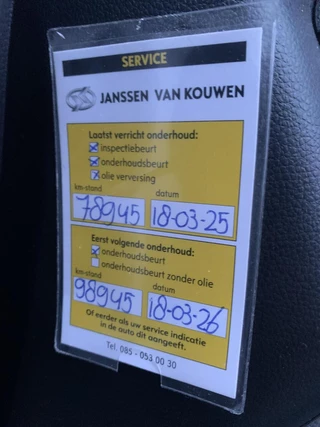 SERVICE
JANSSEN VAN KOUWEN
Laatst verricht onderhoud:
inspectiebeurt
onderhoudsbeurt
olie verversing
km-stand datum
78945 18-03-25
Eerst volgende onderhoud:
onderhoudsbeurt
onderhoudsbeurt zonder olie
km-stand datum
98945 18-03-26
Of eerder als uw service indicatie
in de auto dit aangeeft.
Tel. 085 - 053 00 30